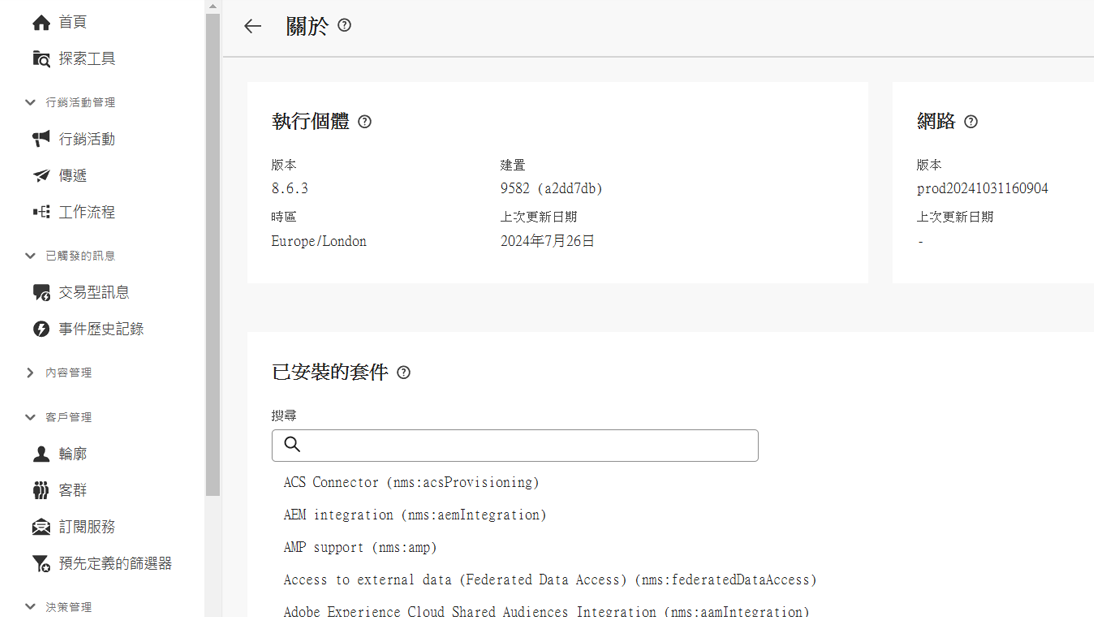 首頁
探索工具
行銷活動管理
行銷活動
傳遞
工作流程
已觸發的訊息
交易型訊息
事件歷史記錄
內容管理
客戶管理
輪廓
客群
訂閱服務
預先定義的篩選器
決策管理
關於
執行個體
版本
8.6.3
建置
9582 (a2dd7db)
時區
Europe/London
上次更新日期
2024年7月26日
網路
版本
prod20241031160904
上次更新日期
-
已安裝的套件
搜尋
ACS Connector (nms:acsProvisioning)
AEM integration (nms:aemIntegration)
AMP support (nms:amp)
Access to external data (Federated Data Access) (nms:federatedDataAccess)
Adobe Experience Cloud Shared Audiences Integration (nms:aamIntegration)